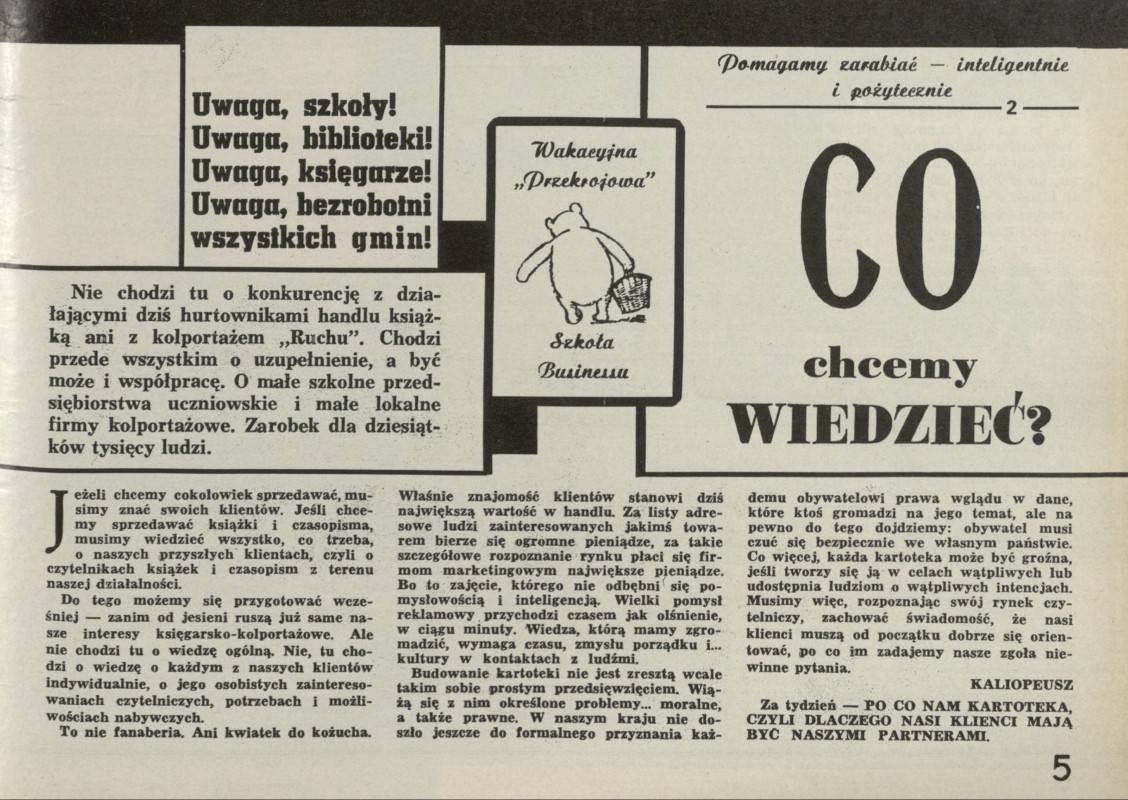 Uwaga, szkoły!
Uwaga, biblioteki!
Uwaga, księgarze!
Uwaga, bezrobotni
wszystkich gmin!
Nie chodzi tu o konkurencję z dzia-
łającymi dziś hurtownikami handlu książ-
ką ani z kolportażem „Ruchu”. Chodzi
przede wszystkim o uzupełnienie, a być
może i współpracę. O małe szkolne przed-
siębiorstwa uczniowskie i małe lokalne
firmy kolportażowe. Zarobek dla dziesiąt-
ków tysięcy ludzi.
Wakacyjna
„Przekrojowa”
Szkoła
Businessu
Pomagamy zarabiać — inteligentnie
i pożytecznie
2
CO
chcemy
WIEDZIEĆ?
Jeżeli chcemy cokolowiek sprzedawać, mu-
simy znać swoich klientów. Jeśli chce-
my sprzedawać książki i czasopisma,
musimy wiedzieć wszystko, co trzeba,
o naszych przyszłych klientach, czyli o
czytelnikach książek i czasopism z terenu
naszej działalności.
Do tego możemy się przygotować wcze-
śniej — zanim od jesieni ruszą już same na-
sze interesy księgarsko-kolportażowe. Ale
nie chodzi tu o wiedzę ogólną. Nie, tu cho-
dzi o wiedzę o każdym z naszych klientów
indywidualnie, o jego osobistych zaintereso-
waniach czytelniczych, potrzebach i możli-
wościach nabywczych.
To nie fanaberia. Ani kwiatek do kożucha.
Właśnie znajomość klientów stanowi dziś
największą wartość w handlu. Za listy adre-
sowe ludzi zainteresowanych jakimś towa-
rem bierze się ogromne pieniądze, za takie
szczegółowe rozpoznanie rynku płaci się fir-
mom marketingowym największe pieniądze.
Bo to zajęcie, którego nie odbębni się po-
mysłowością i inteligencją. Wielki pomysł
reklamowy przychodzi czasem jak olśnienie,
w ciągu minuty. Wiedza, którą mamy zgro-
madzić, wymaga czasu, zmysłu porządku i...
kultury w kontaktach z ludźmi.
Budowanie kartoteki nie jest zresztą wcale
takim sobie prostym przedsięwzięciem. Wią-
żą się z nim określone problemy... moralne,
a także prawne. W naszym kraju nie do-
szło jeszcze do formalnego przyznania każ-
demu obywatelowi prawa wglądu w dane,
które ktoś gromadzi na jego temat, ale na
pewno do tego dojdziemy: obywatel musi
czuć się bezpiecznie we własnym państwie.
Co więcej, każda kartoteka może być groźna,
jeśli tworzy się ją w celach wątpliwych lub
udostępnia ludziom o wątpliwych intencjach.
Musimy więc, rozpoznając swój rynek czy-
telniczy, zachować świadomość, że nasi
klienci muszą od początku dobrze się orien-
tować, po co im zadajemy nasze zgoła nie-
winne pytania.
KALIOPEUSZ
Za tydzień — PO CO NAM KARTOTEKA,
CZYLI DLACZEGO NASI KLIENCI MAJĄ
BYĆ NASZYMI PARTNERAMI.
5